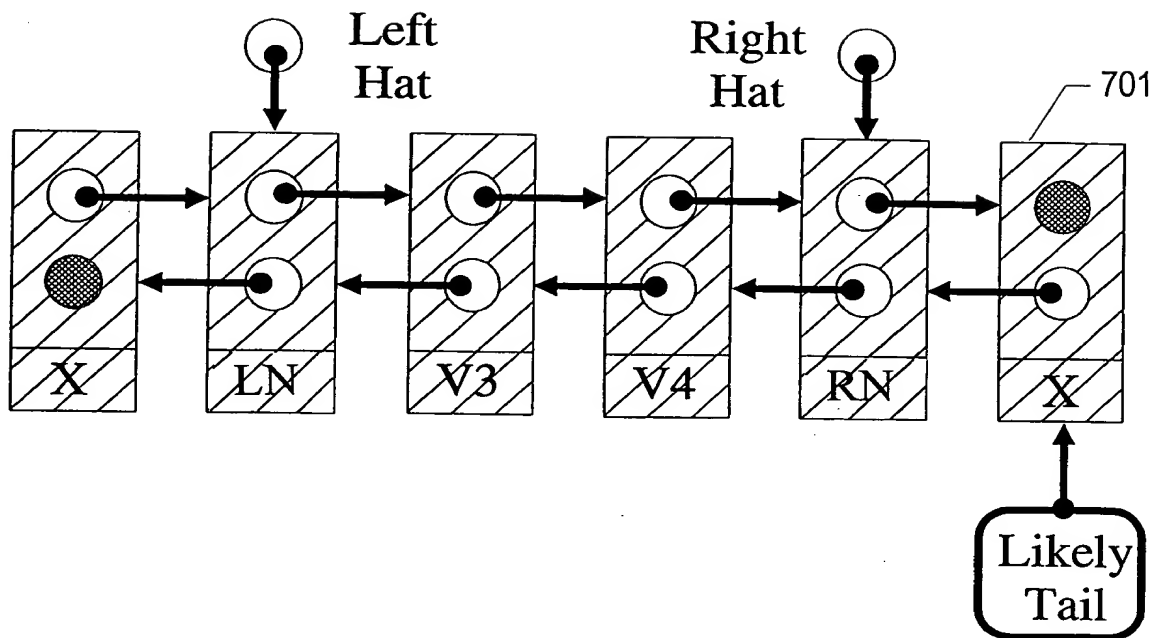 Left
Hat
Right
Hat
701
X
LN
V3
V4
RN
X
Likely
Tail